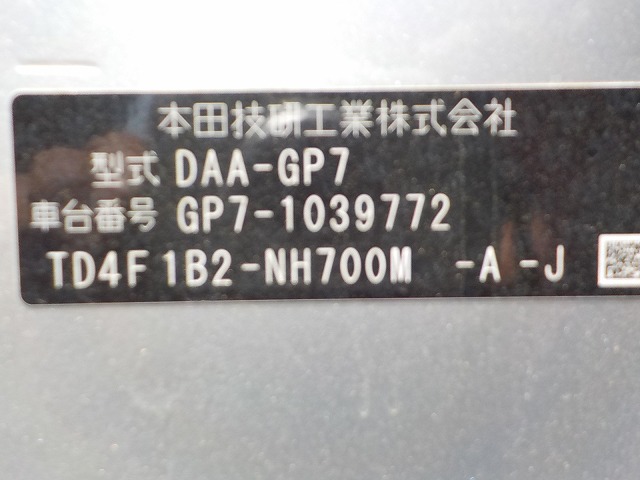 本田技研工業株式会社
型式 DAA-GP7
車台番号 GP7-1039772
TD4F1B2-NH700M -A-J